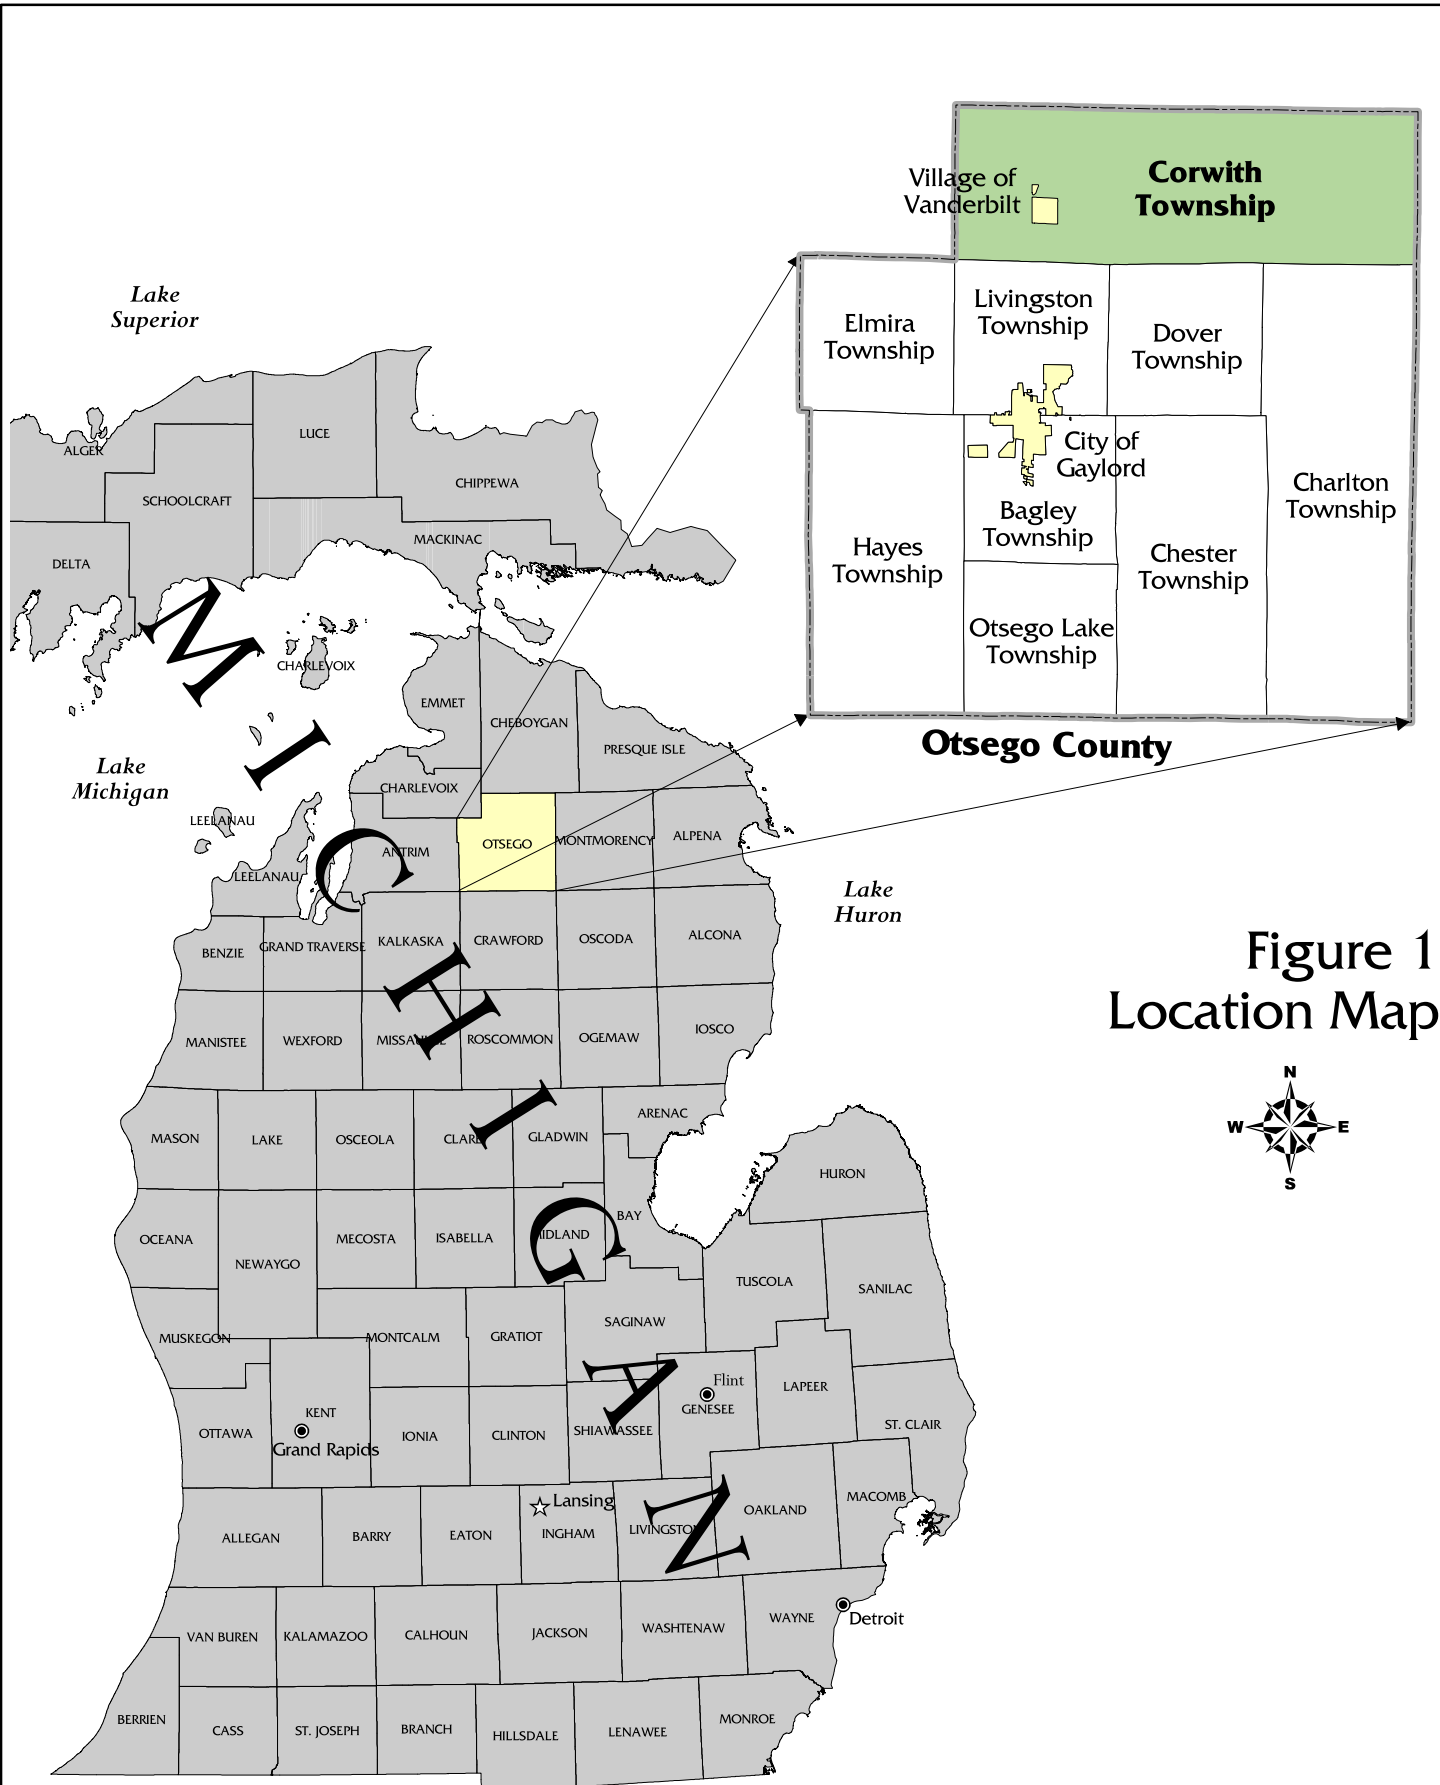 Corwith
Township
Village of
Vanderbilt
Livingston
Township
Elmira
Township
Dover
Township
City of
Gaylord
Charlton
Township
Bagley
Township
Hayes
Township
Chester
Township
Otsego Lake
Township
Otsego County
Lake
Superior
Lake
Michigan
Lake
Huron
Figure 1
Location Map
N
W
E
S
MICHIGAN
ALGER
LUCE
SCHOOLCRAFT
CHIPPEWA
MACKINAC
DELTA
CHARLEVOIX
EMMET
CHEBOYGAN
PRESQUE ISLE
CHARLEVOIX
LEELANAU
ANTRIM
OTSEGO
MONTMORENCY
ALPENA
LEELANAU
BENZIE
GRAND TRAVERSE
KALKASKA
CRAWFORD
OSCODA
ALCONA
MANISTEE
WEXFORD
MISSAUKEE
ROSCOMMON
OGEMAW
IOSCO
MASON
LAKE
OSCEOLA
CLARE
GLADWIN
ARENAC
HURON
OCEANA
NEWAYGO
MECOSTA
ISABELLA
MIDLAND
BAY
TUSCOLA
SANILAC
MUSKEGON
MONTCALM
GRATIOT
SAGINAW
Flint
GENESEE
LAPEER
ST. CLAIR
OTTAWA
KENT
Grand Rapids
IONIA
CLINTON
SHIAWASSEE
Lansing
INGHAM
ALLEGAN
BARRY
EATON
LIVINGSTON
OAKLAND
MACOMB
VAN BUREN
KALAMAZOO
CALHOUN
JACKSON
WASHTENAW
WAYNE
Detroit
BERRIEN
CASS
ST. JOSEPH
BRANCH
HILLSDALE
LENAWEE
MONROE